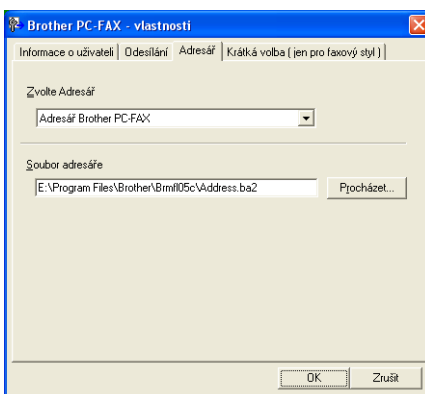 Brother PC-FAX - vlastnosti
Informace o uživateli Odesílání Adresář Krátká volba ( jen pro faxový styl )
Zvolte Adresář
Adresář Brother PC-FAX
Soubor adresáře
E:\Program Files\Brother\Brmfl05c\Address.ba2 Procházet...
OK Zrušit